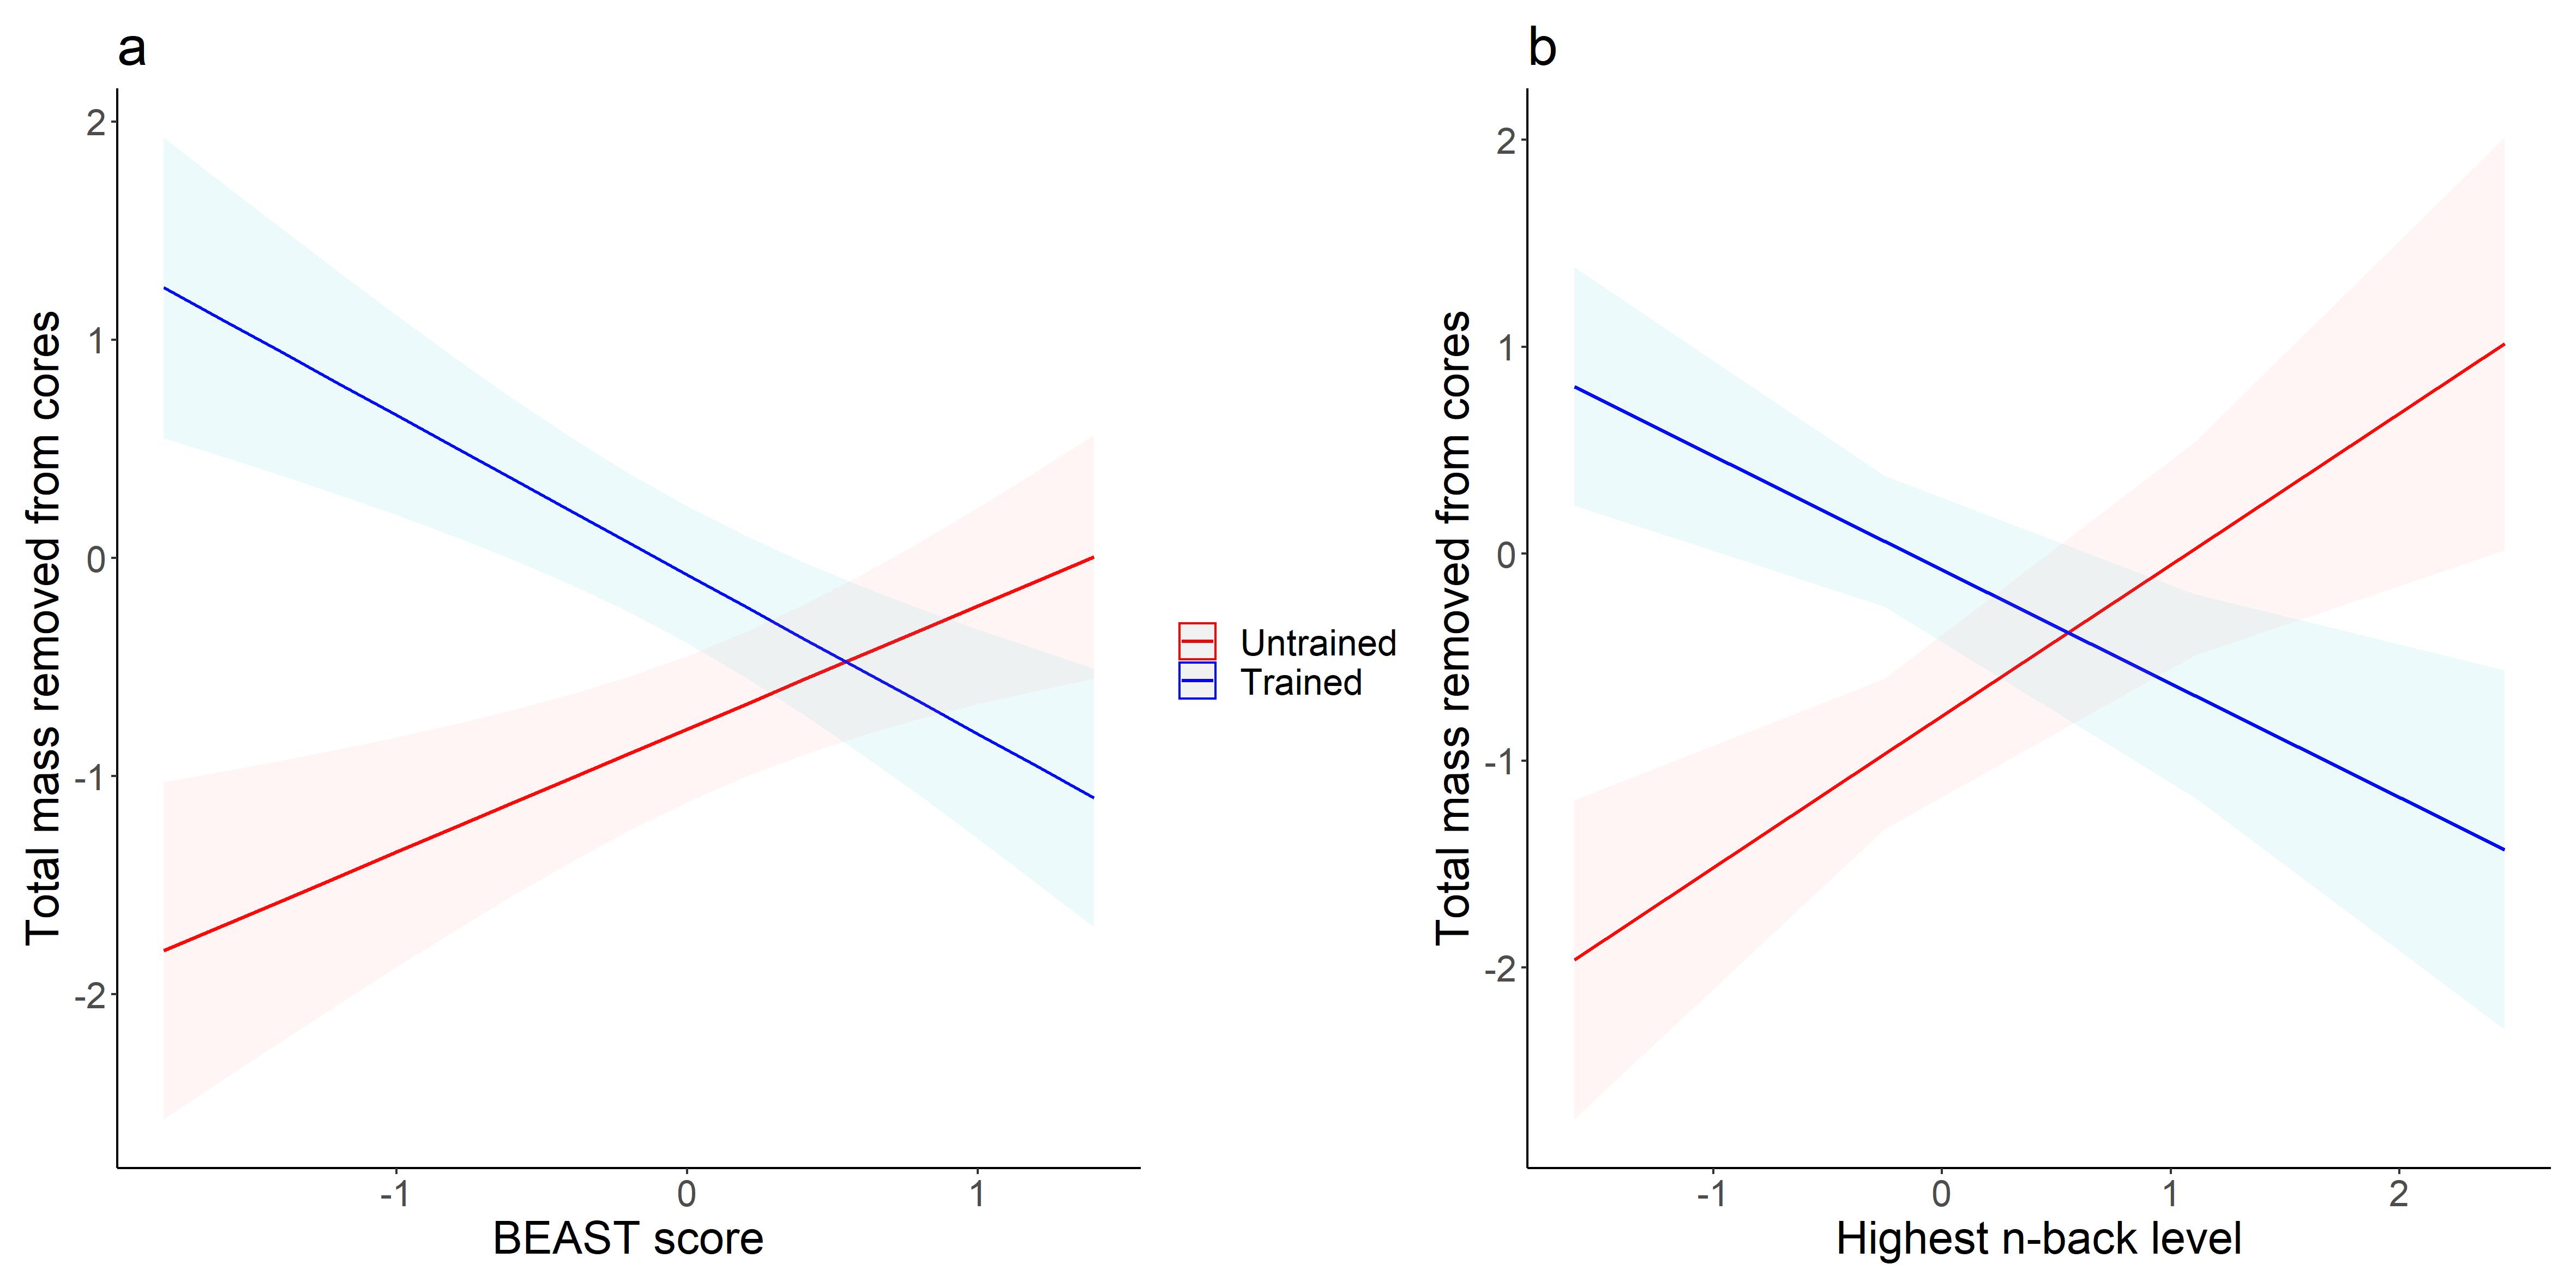 a
Total mass removed from cores
2
1
0
-1
-2
-1 0 1
BEAST score
Untrained
Trained
b
Total mass removed from cores
2
1
0
-1
-2
-1 0 1 2
Highest n-back level